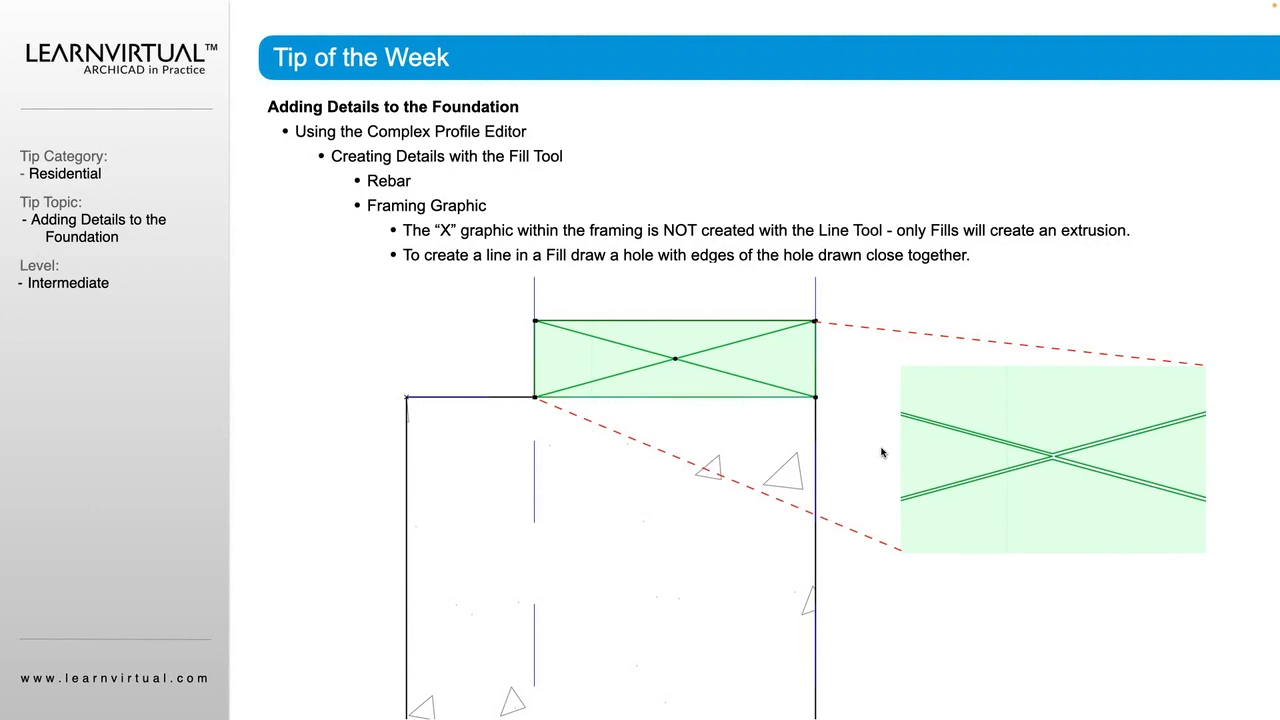 LEARNVIRTUAL™
ARCHICAD in Practice
Tip Category:
- Residential
Tip Topic:
- Adding Details to the
Foundation
Level:
- Intermediate
www.learnvirtual.com
Tip of the Week
Adding Details to the Foundation
• Using the Complex Profile Editor
• Creating Details with the Fill Tool
• Rebar
• Framing Graphic
• The “X” graphic within the framing is NOT created with the Line Tool - only Fills will create an extrusion.
• To create a line in a Fill draw a hole with edges of the hole drawn close together.